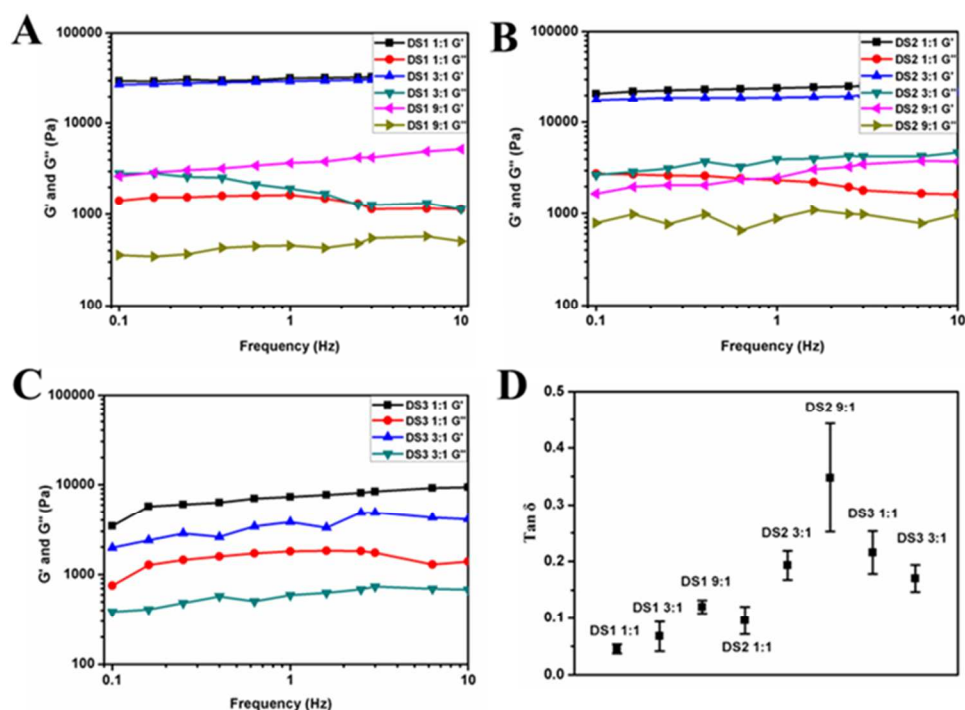 A
100000
10000
1000
100
G' and G'' (Pa)
0.1
1
10
Frequency (Hz)
DS1 1:1 G'
DS1 1:1 G''
DS1 3:1 G'
DS1 3:1 G''
DS1 9:1 G'
DS1 9:1 G''
B
100000
10000
1000
100
G' and G'' (Pa)
0.1
1
10
Frequency (Hz)
DS2 1:1 G'
DS2 1:1 G''
DS2 3:1 G'
DS2 3:1 G''
DS2 9:1 G'
DS2 9:1 G''
C
100000
10000
1000
100
G' and G'' (Pa)
0.1
1
10
Frequency (Hz)
DS3 1:1 G'
DS3 1:1 G''
DS3 3:1 G'
DS3 3:1 G''
D
0.5
0.4
0.3
0.2
0.1
0.0
Tan δ
DS1 1:1
DS1 3:1
DS1 9:1
DS2 1:1
DS2 3:1
DS2 9:1
DS3 1:1
DS3 3:1